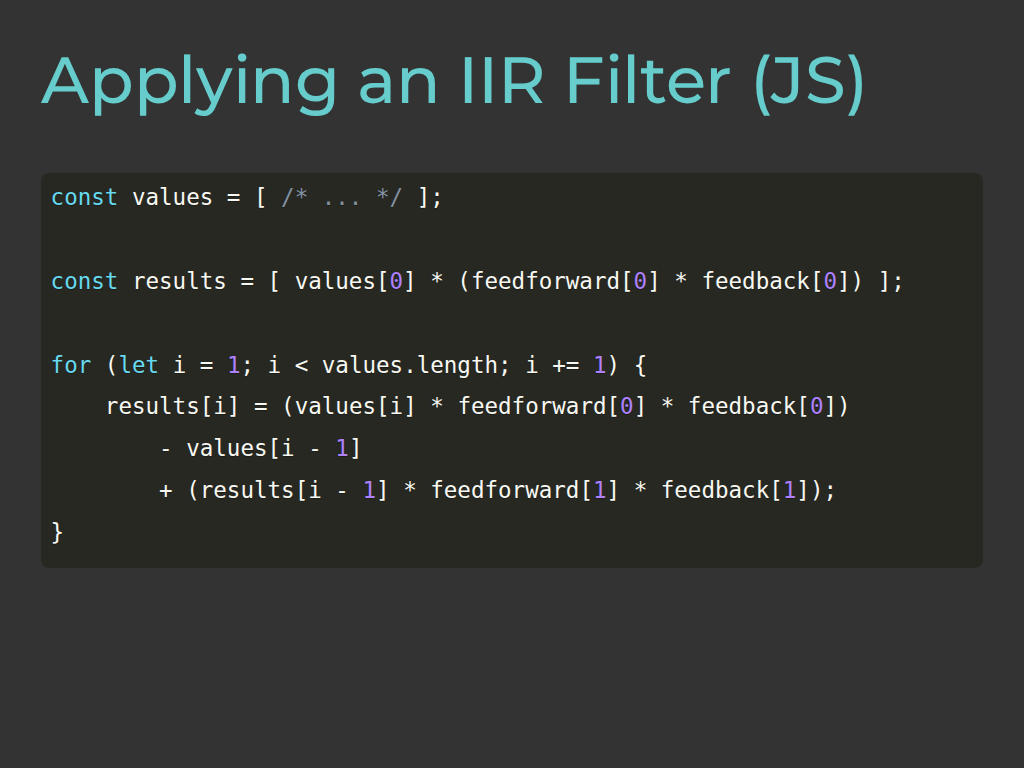 Applying an IIR Filter (JS)
const values = [ /* ... */ ];
const results = [ values[0] * (feedforward[0] * feedback[0]) ];
for (let i = 1; i < values.length; i += 1) {
    results[i] = (values[i] * feedforward[0] * feedback[0])
        - values[i - 1]
        + (results[i - 1] * feedforward[1] * feedback[1]);
}